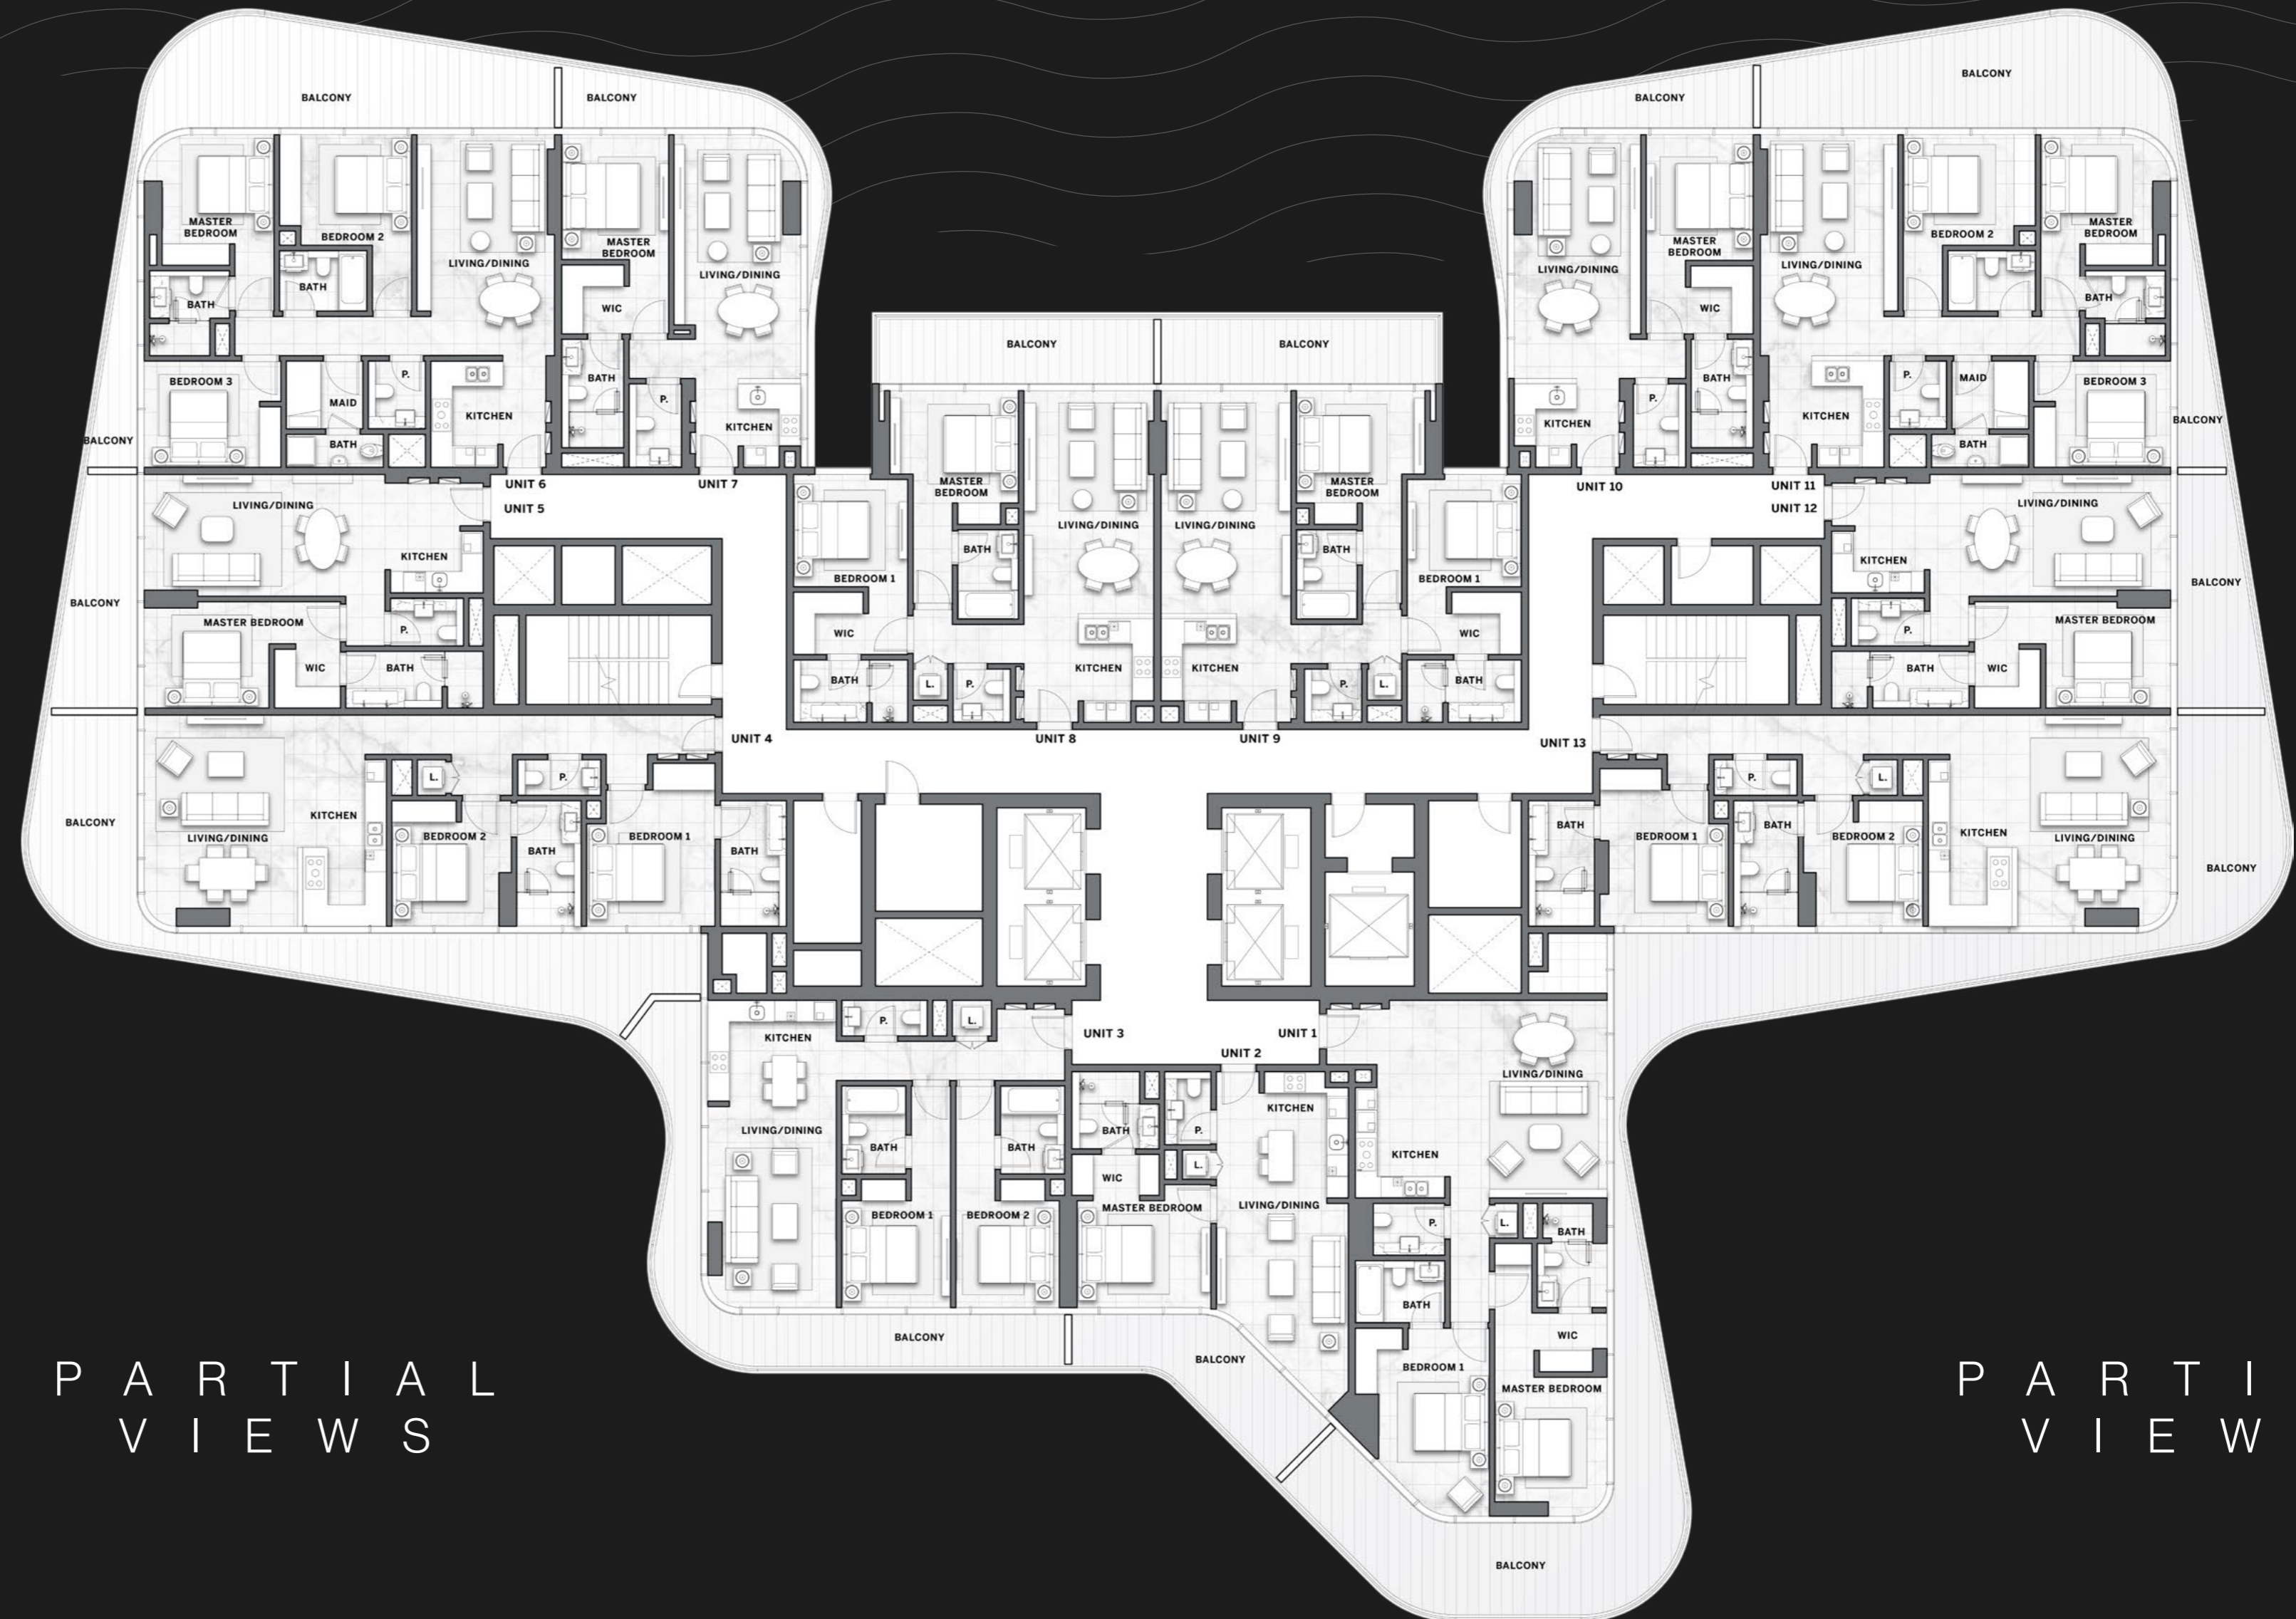 BALCONY
BALCONY
BALCONY
BALCONY
MASTER
BEDROOM
BEDROOM 2
LIVING/DINING
MASTER
BEDROOM
LIVING/DINING
BATH
BATH
WIC
BEDROOM 3
MAID
P.
KITCHEN
BATH
BATH
P.
KITCHEN
BALCONY
UNIT 6
UNIT 7
LIVING/DINING
MASTER
BEDROOM
LIVING/DINING
BEDROOM 2
MASTER
BEDROOM
WIC
BATH
KITCHEN
P.
BATH
KITCHEN
P.
MAID
BATH
BEDROOM 3
BALCONY
UNIT 10
UNIT 11
BALCONY
BALCONY
MASTER
BEDROOM
LIVING/DINING
LIVING/DINING
MASTER
BEDROOM
BATH
BATH
BEDROOM 1
BEDROOM 1
WIC
WIC
KITCHEN
KITCHEN
BATH
L.
P.
P.
L.
BATH
UNIT 8
UNIT 9
UNIT 5
LIVING/DINING
KITCHEN
BALCONY
MASTER BEDROOM
P.
WIC
BATH
UNIT 12
LIVING/DINING
KITCHEN
BALCONY
P.
MASTER BEDROOM
BATH
WIC
UNIT 4
L.
P.
KITCHEN
BALCONY
LIVING/DINING
BEDROOM 2
BATH
BEDROOM 1
BATH
UNIT 13
P.
L.
BATH
BEDROOM 1
BATH
BEDROOM 2
KITCHEN
LIVING/DINING
BALCONY
UNIT 3
KITCHEN
P.
L.
LIVING/DINING
BATH
BATH
BEDROOM 1
BEDROOM 2
BALCONY
UNIT 2
KITCHEN
BATH
P.
L.
WIC
MASTER BEDROOM
LIVING/DINING
BALCONY
UNIT 1
LIVING/DINING
KITCHEN
P.
L.
BATH
BATH
WIC
BEDROOM 1
MASTER BEDROOM
BALCONY
PARTIAL
VIEWS
PARTI
VIEW